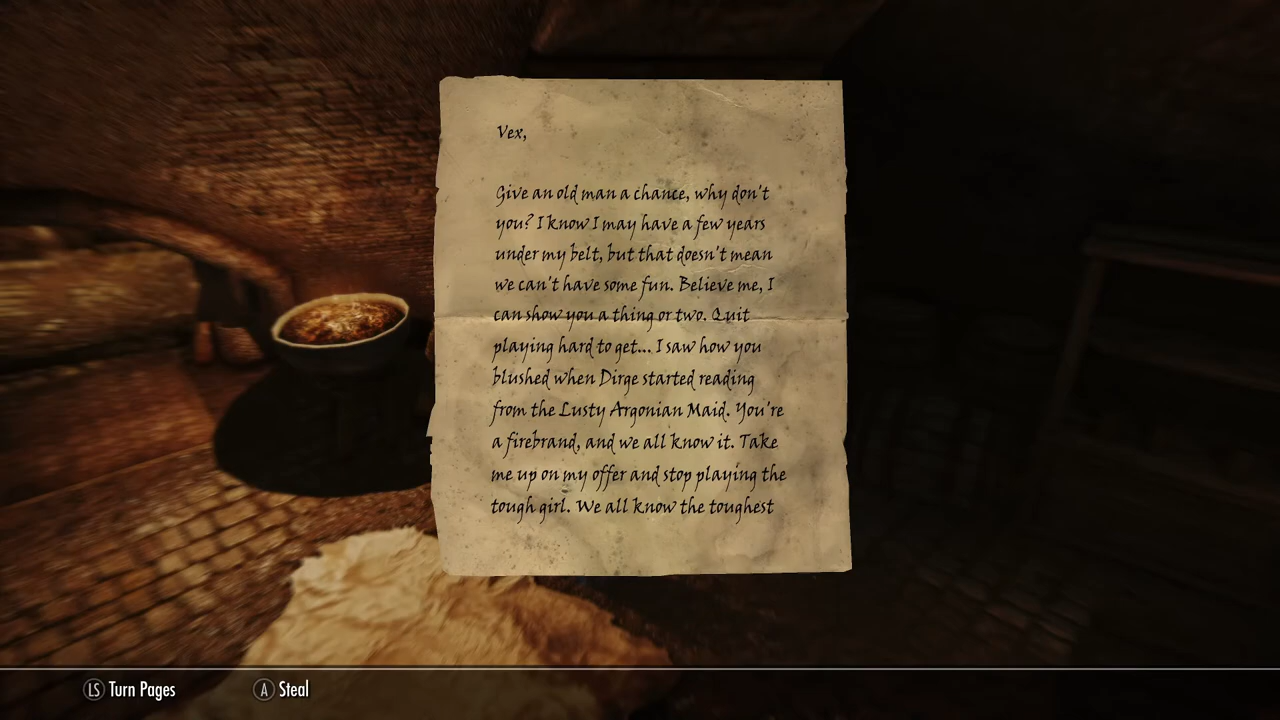 Vex,
Give an old man a chance, why don't
you? I know I may have a few years
under my belt, but that doesn't mean
we can't have some fun. Believe me, I
can show you a thing or two. Quit
playing hard to get... I saw how you
blushed when Dirge started reading
from the Lusty Argonian Maid. You're
a firebrand, and we all know it. Take
me up on my offer and stop playing the
tough girl. We all know the toughest
LS Turn Pages
A Steal